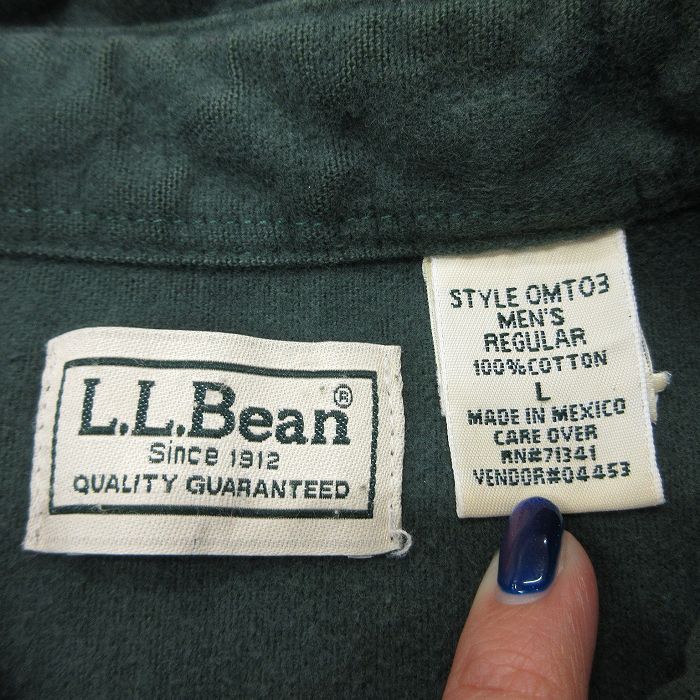 L.L.Bean®
Since 1912
QUALITY GUARANTEED
STYLE OMT03
MEN'S
REGULAR
100%COTTON
L
MADE IN MEXICO
CARE OVER
RN#71341
VENDOR#04453